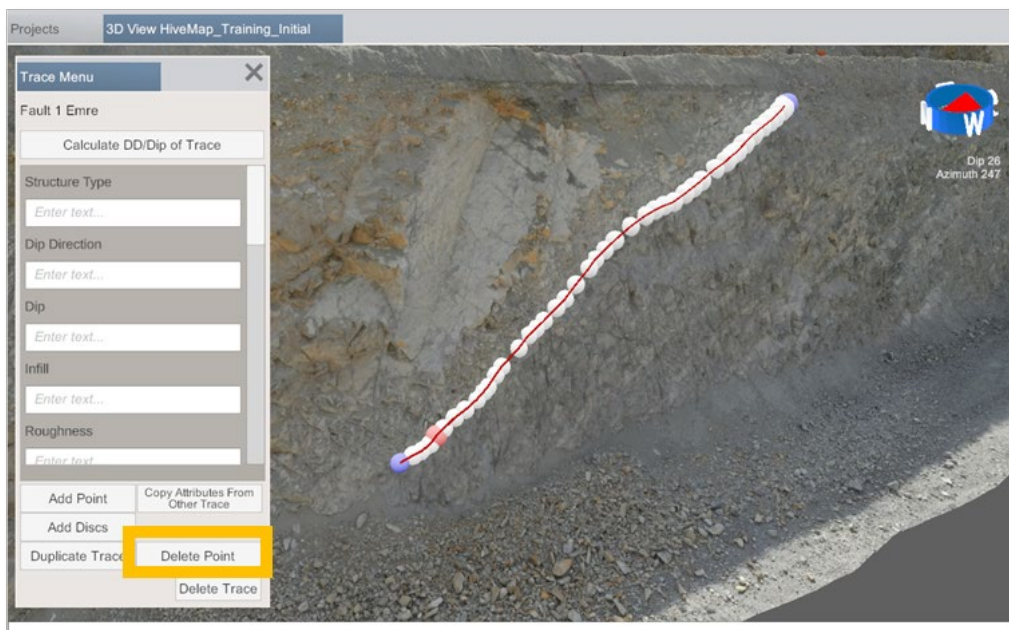 Projects
3D View HiveMap_Training_Initial
Trace Menu
Fault 1 Emre
Calculate DD/Dip of Trace
Structure Type
Enter text...
Dip Direction
Enter text...
Dip
Enter text...
Infill
Enter text...
Roughness
Enter text
Add Point
Copy Attributes From
Other Trace
Add Discs
Duplicate Trace
Delete Point
Delete Trace
W
Dip 26
Azimuth 247